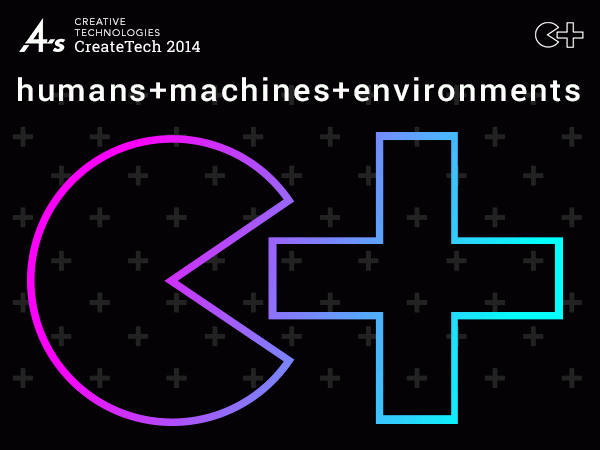 4A's
CREATIVE
TECHNOLOGIES
CreateTech 2014
humans+machines+environments